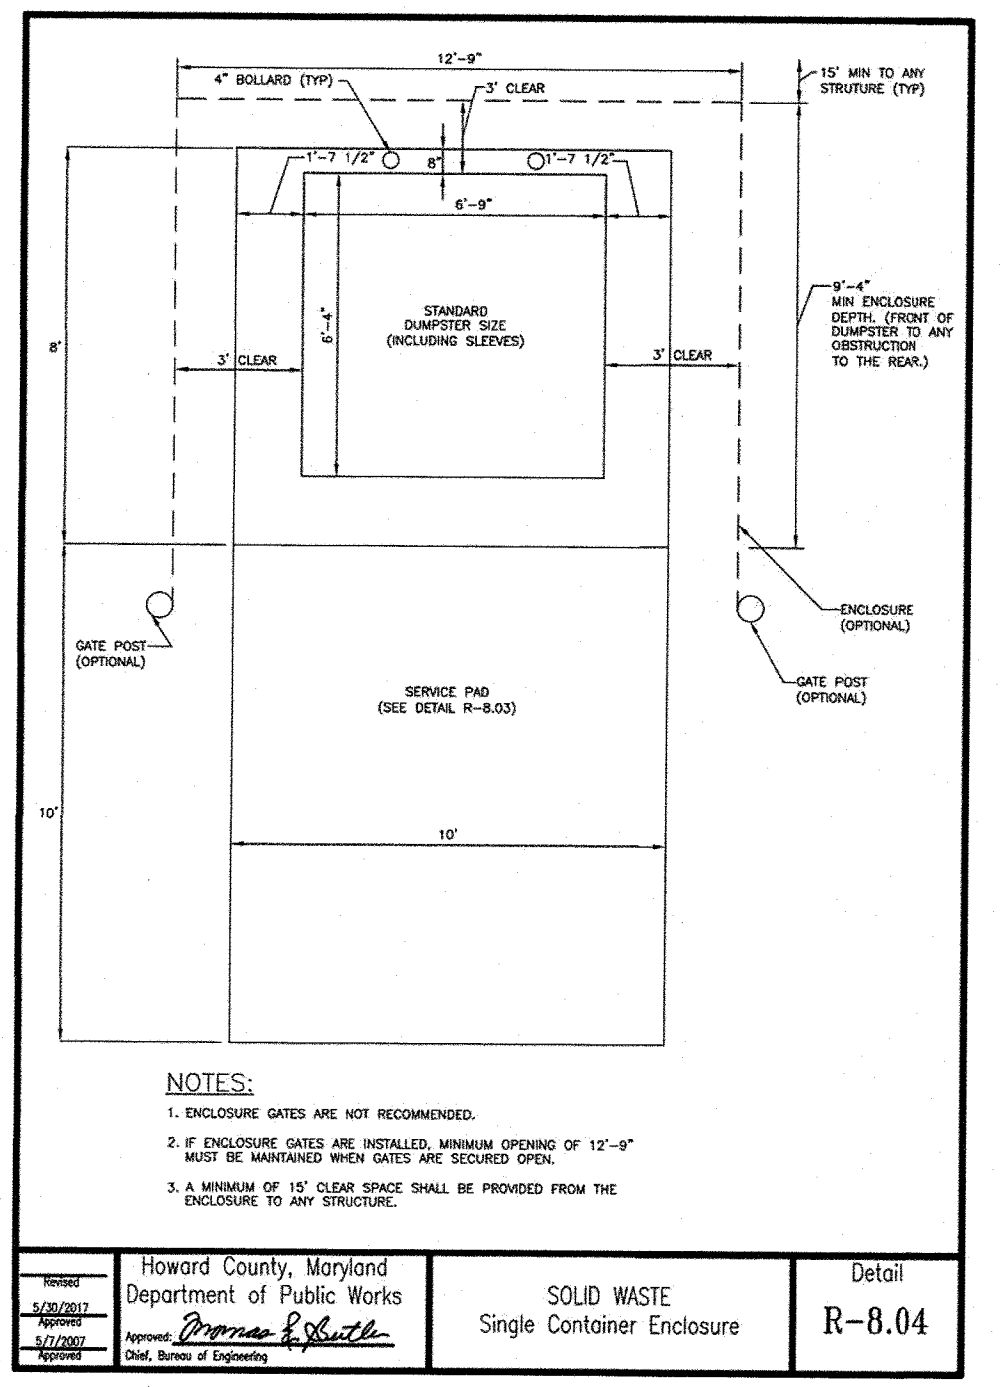 12'-9"
4" BOLLARD (TYP)
3' CLEAR
15' MIN TO ANY
STRUTURE (TYP)
1'-7 1/2"
8"
1'-7 1/2"
6'-9"
9'-4"
MIN ENCLOSURE
DEPTH. (FRONT OF
DUMPSTER TO ANY
OBSTRUCTION
TO THE REAR.)
STANDARD
DUMPSTER SIZE
(INCLUDING SLEEVES)
6'-4"
8'
3' CLEAR
3' CLEAR
ENCLOSURE
(OPTIONAL)
GATE POST
(OPTIONAL)
GATE POST
(OPTIONAL)
SERVICE PAD
(SEE DETAIL R-8.03)
10'
10'
NOTES:
1. ENCLOSURE GATES ARE NOT RECOMMENDED.
2. IF ENCLOSURE GATES ARE INSTALLED, MINIMUM OPENING OF 12'-9"
MUST BE MAINTAINED WHEN GATES ARE SECURED OPEN.
3. A MINIMUM OF 15' CLEAR SPACE SHALL BE PROVIDED FROM THE
ENCLOSURE TO ANY STRUCTURE.
Revised
5/30/2017
Approved
5/7/2007
Approved
Howard County, Maryland
Department of Public Works
Approved: Thomas E. Butler
Chief, Bureau of Engineering
SOLID WASTE
Single Container Enclosure
Detail
R-8.04